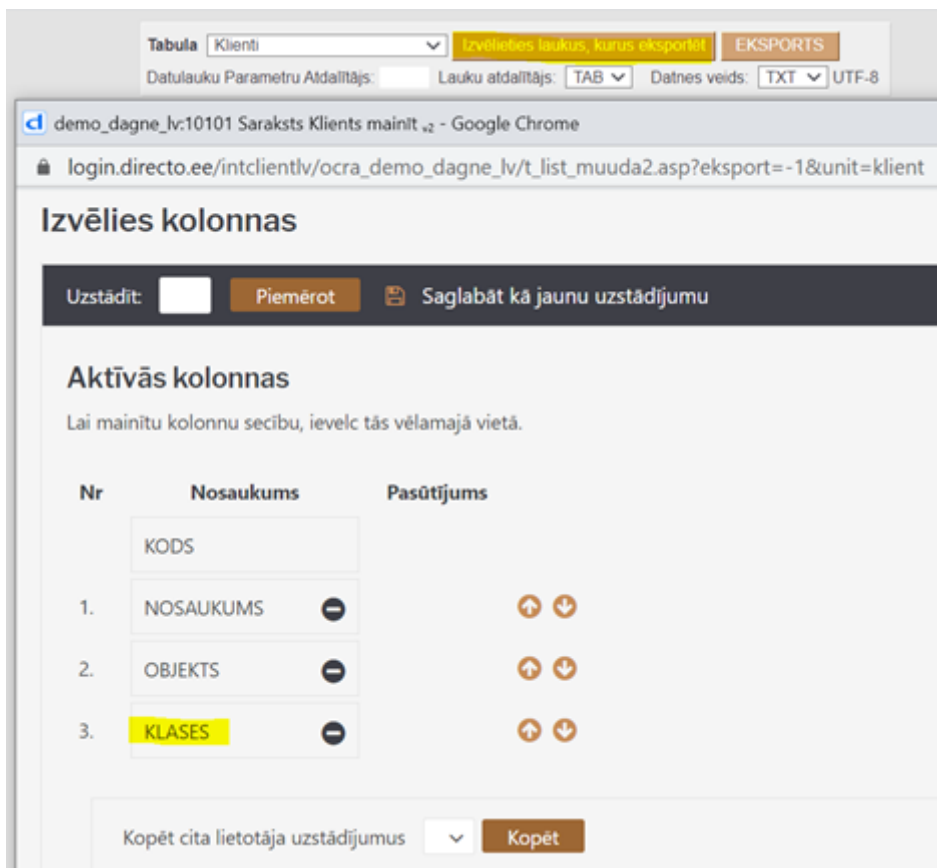 Tabula Klienti Izvēlieties laukus, kurus eksportēt EKSPORTS
Datulauku Parametru Atdalītājs: Lauku atdalītājs: TAB Datnes veids: TXT UTF-8
demo_dagne_lv:10101 Saraksts Klients mainīt v2 - Google Chrome
login.directo.ee/intclientlv/ocra_demo_dagne_lv/t_list_muuda2.asp?eksport=-1&unit=klient
Izvēlies kolonnas
Uzstādīt: Piemērot Saglabāt kā jaunu uzstādījumu
Aktīvās kolonnas
Lai mainītu kolonnu secību, ievelc tās vēlamajā vietā.
Nr Nosaukums Pasūtījums
KODS
1. NOSAUKUMS
2. OBJEKTS
3. KLASES
Kopēt cita lietotāja uzstādījumus Kopēt